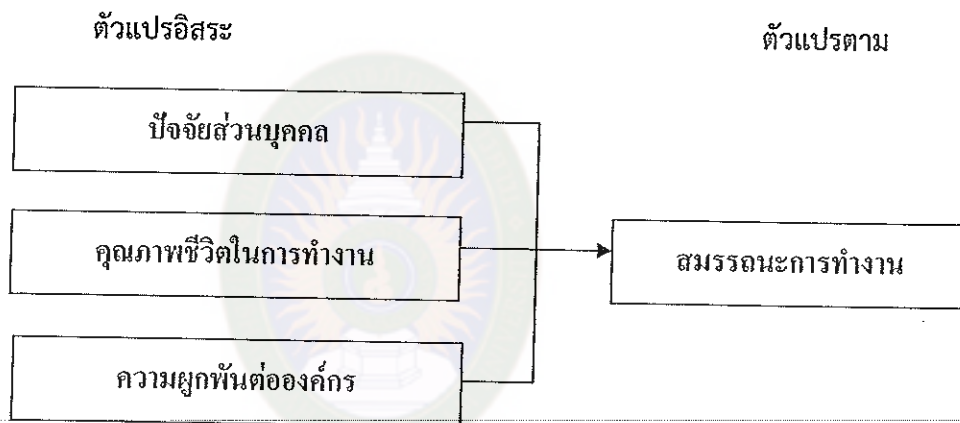 ตัวแปรอิสระ
ตัวแปรตาม
ปัจจัยส่วนบุคคล
คุณภาพชีวิตในการทำงาน
สมรรถนะการทำงาน
ความผูกพันต่อองค์กร